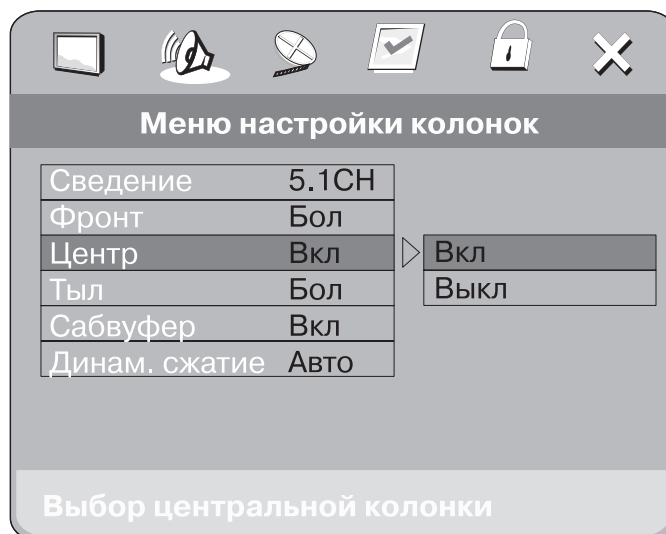 Меню настройки колонок
Сведение 5.1CH
Фронт Бол
Центр Вкл Вкл
Тыл Бол Выкл
Сабвуфер Вкл
Динам. сжатие Авто
Выбор центральной колонки